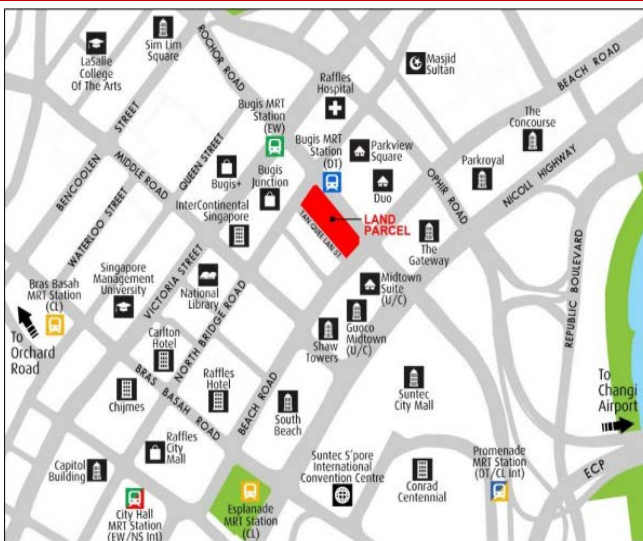 LaSalle
College
Of The Arts
Sim Lim
Square
ROCHOR ROAD
Masjid
Sultan
BEACH ROAD
Raffles
Hospital
Bugis MRT
Station
(EW)
The
Concourse
BENCOOLEN STREET
MIDDLE ROAD
QUEEN STREET
Bugis MRT
Station
(DT)
Parkview
Square
Parkroyal
NICOLL HIGHWAY
OPHIR ROAD
Bugis+
Bugis
Junction
Duo
InterContinental
Singapore
TAN QUEE LAN ST.
LAND
PARCEL
WATERLOO STREET
VICTORIA STREET
The
Gateway
REPUBLIC BOULEVARD
Bras Basah
MRT Station
(CL)
Singapore
Management
University
National
Library
Midtown
Suite
(U/C)
To
Orchard
Road
NORTH BRIDGE ROAD
Guoco
Midtown
(U/C)
Shaw
Towers
Carlton
Hotel
BRAS BASAH ROAD
Raffles
Hotel
BEACH ROAD
Chijmes
South
Beach
Suntec
City Mall
To
Changi
Airport
Raffles
City
Mall
Capitol
Building
Suntec S'pore
International
Convention Centre
Conrad
Centennial
Promenade
MRT Station
(DT/CL Int)
ECP
City Hall
MRT Station
(EW/NS Int)
Esplanade
MRT Station
(CL)